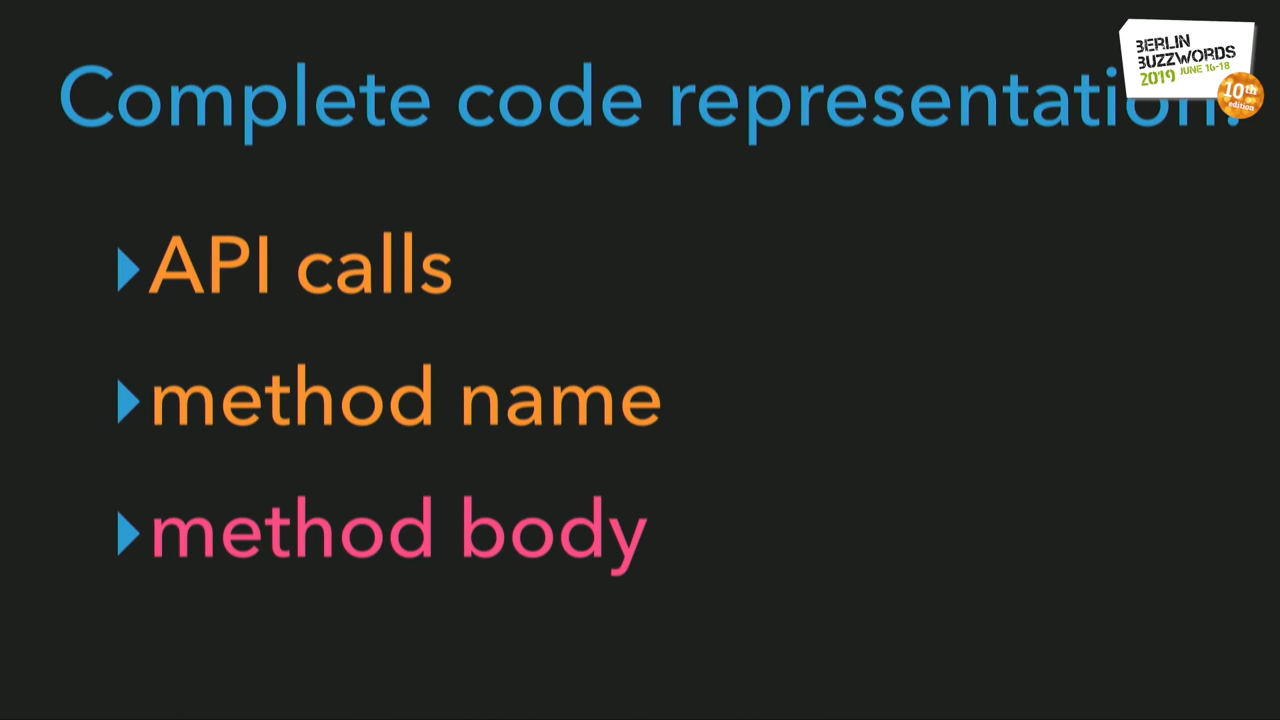 Complete code representation:
API calls
method name
method body
BERLIN
BUZZWORDS
2019 JUNE 16-18
10th
edition